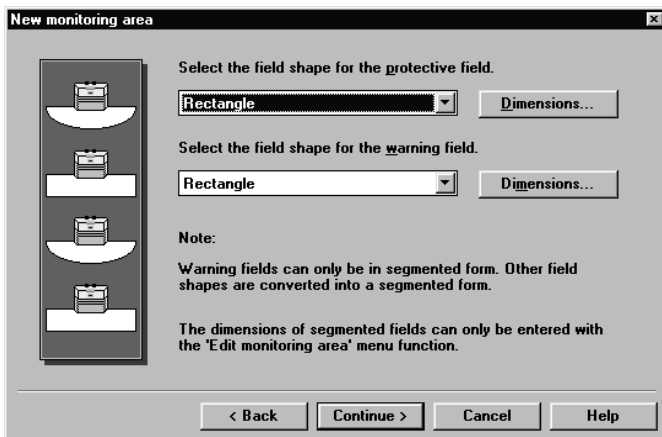 New monitoring area
Select the field shape for the protective field.
Rectangle
Dimensions...
Select the field shape for the warning field.
Rectangle
Dimensions...
Note:
Warning fields can only be in segmented form. Other field
shapes are converted into a segmented form.
The dimensions of segmented fields can only be entered with
the 'Edit monitoring area' menu function.
< Back
Continue >
Cancel
Help